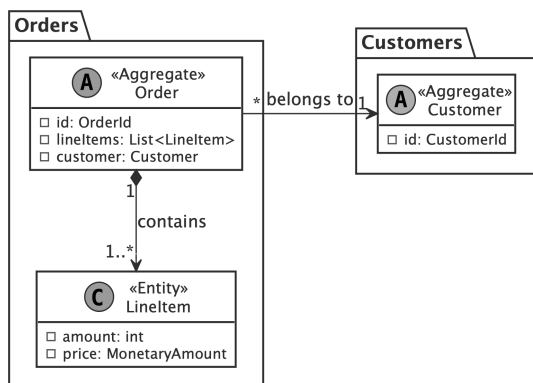 Orders
A
«Aggregate»
Order
id: OrderId
lineItems: List<LineItem>
customer: Customer
* belongs to 1
Customers
A
«Aggregate»
Customer
id: CustomerId
1
contains
1..*
C
«Entity»
LineItem
amount: int
price: MonetaryAmount